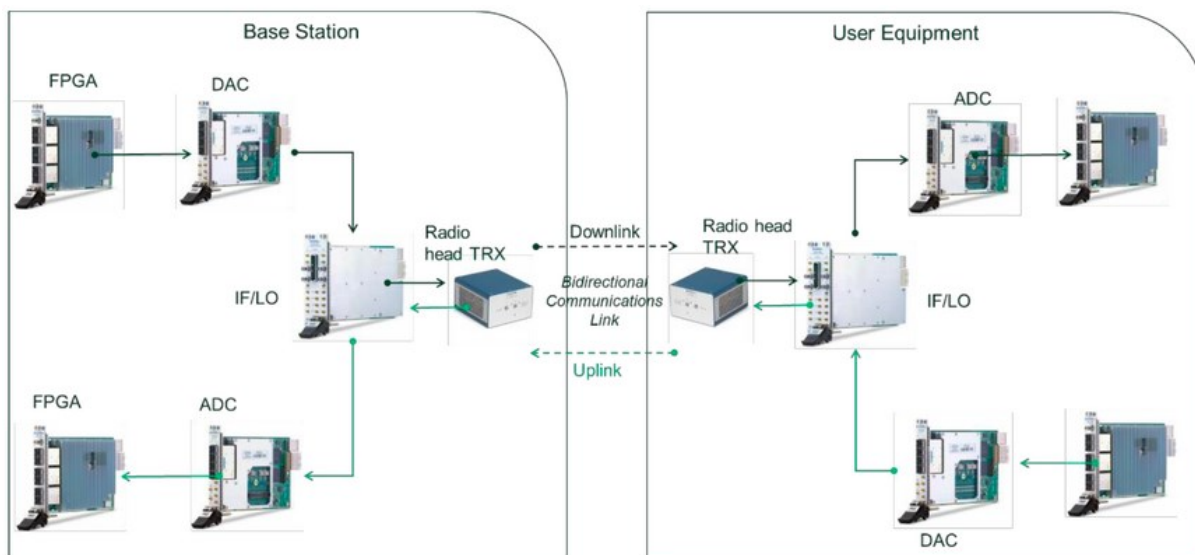 Base Station
User Equipment
FPGA
DAC
ADC
Radio
head TRX
Downlink
Radio head
TRX
IF/LO
Bidirectional
Communications
Link
IF/LO
Uplink
FPGA
ADC
DAC